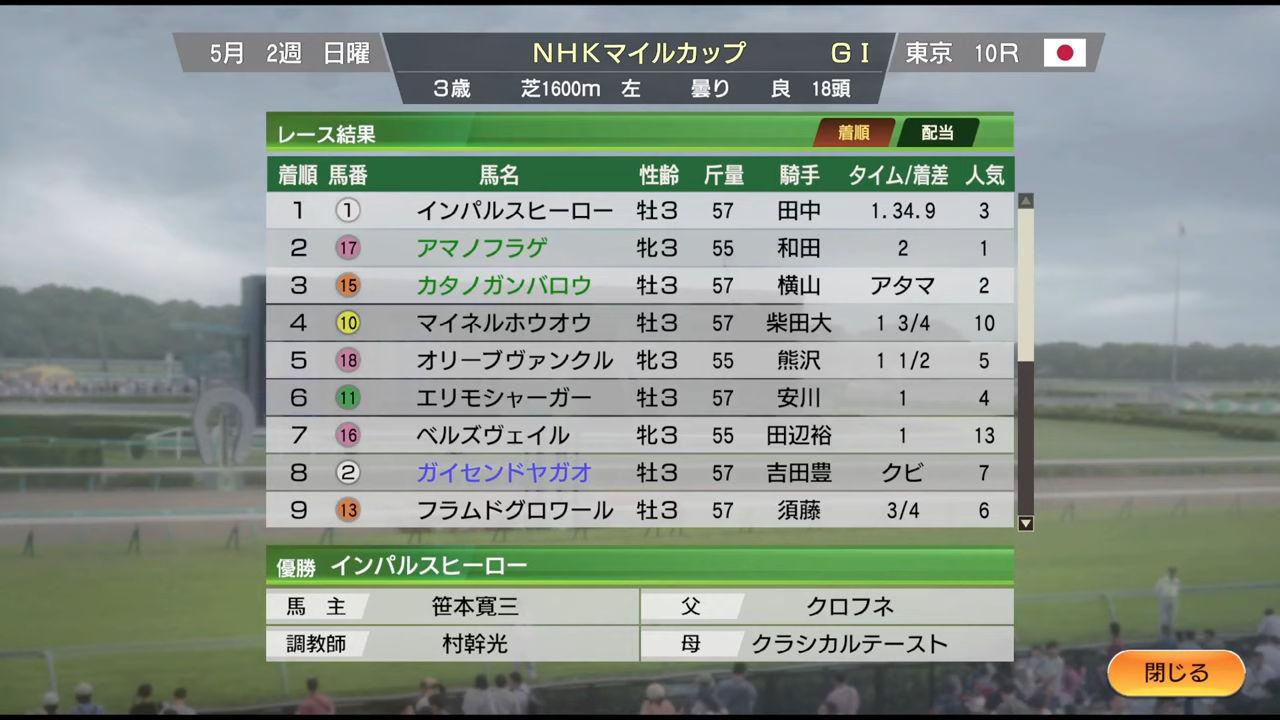 5月 2週 日曜 NHKマイルカップ GI 東京 10R
3歳 芝1600m 左 曇り 良 18頭
レース結果 着順 配当
着順 馬番 馬名 性齢 斤量 騎手 タイム/着差 人気
1 1 インパルスヒーロー 牡3 57 田中 1.34.9 3
2 17 アマノフラゲ 牝3 55 和田 2 1
3 15 カタノガンバロウ 牡3 57 横山 アタマ 2
4 10 マイネルホウオウ 牡3 57 柴田大 1 3/4 10
5 18 オリーブヴァンクル 牝3 55 熊沢 1 1/2 5
6 11 エリモシャーガー 牡3 57 安川 1 4
7 16 ベルズヴェイル 牝3 55 田辺裕 1 13
8 2 ガイセンドヤガオ 牡3 57 吉田豊 クビ 7
9 13 フラムドグロワール 牡3 57 須藤 3/4 6
優勝 インパルスヒーロー
馬主 笹本寛三 父 クロフネ
調教師 村幹光 母 クラシカルテースト
閉じる